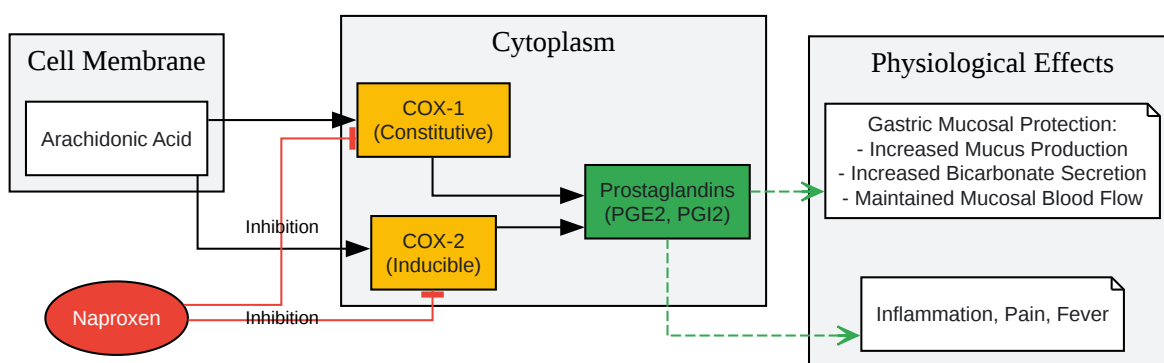 Cell Membrane
Arachidonic Acid
Cytoplasm
COX-1
(Constitutive)
COX-2
(Inducible)
Prostaglandins
(PGE2, PGI2)
Inhibition
Inhibition
Naproxen
Physiological Effects
Gastric Mucosal Protection:
- Increased Mucus Production
- Increased Bicarbonate Secretion
- Maintained Mucosal Blood Flow
Inflammation, Pain, Fever